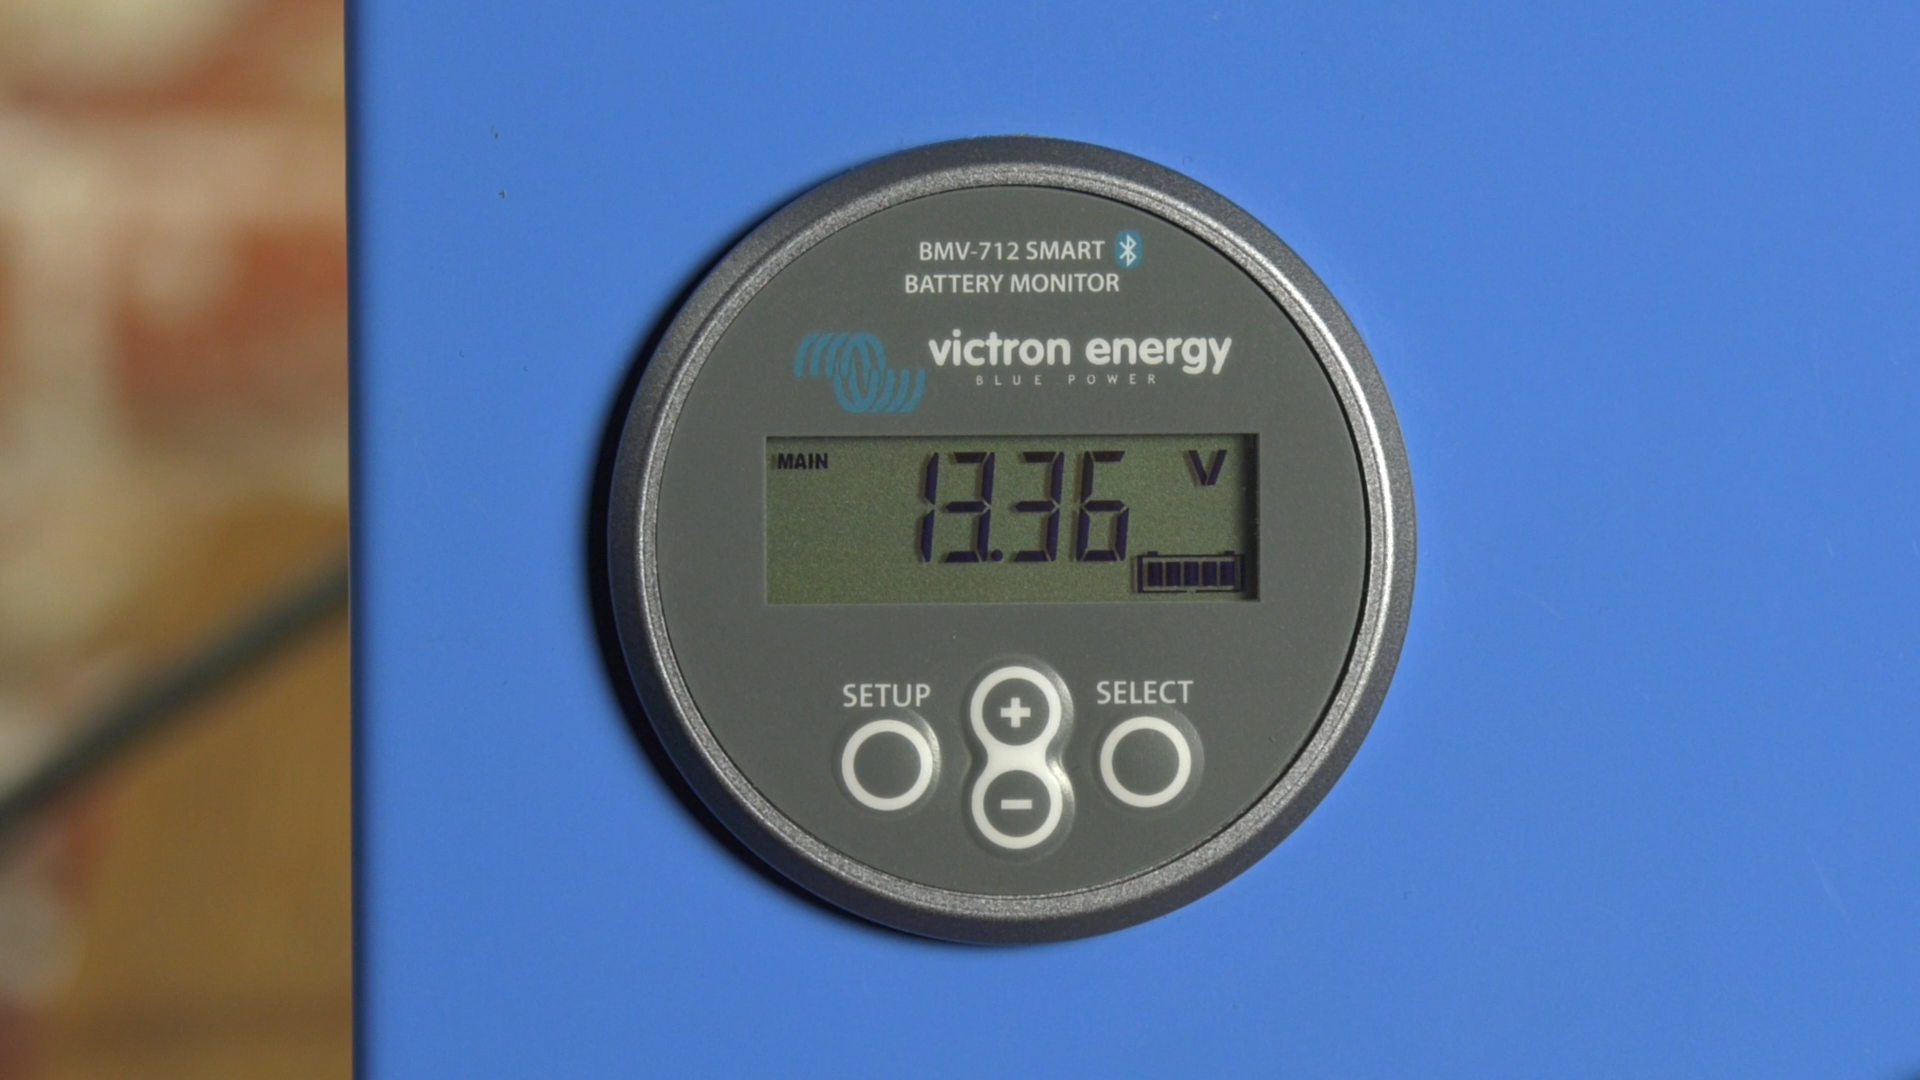 BMV-712 SMART
BATTERY MONITOR
victron energy
BLUE POWER
MAIN 13.36 V
SETUP + SELECT
-